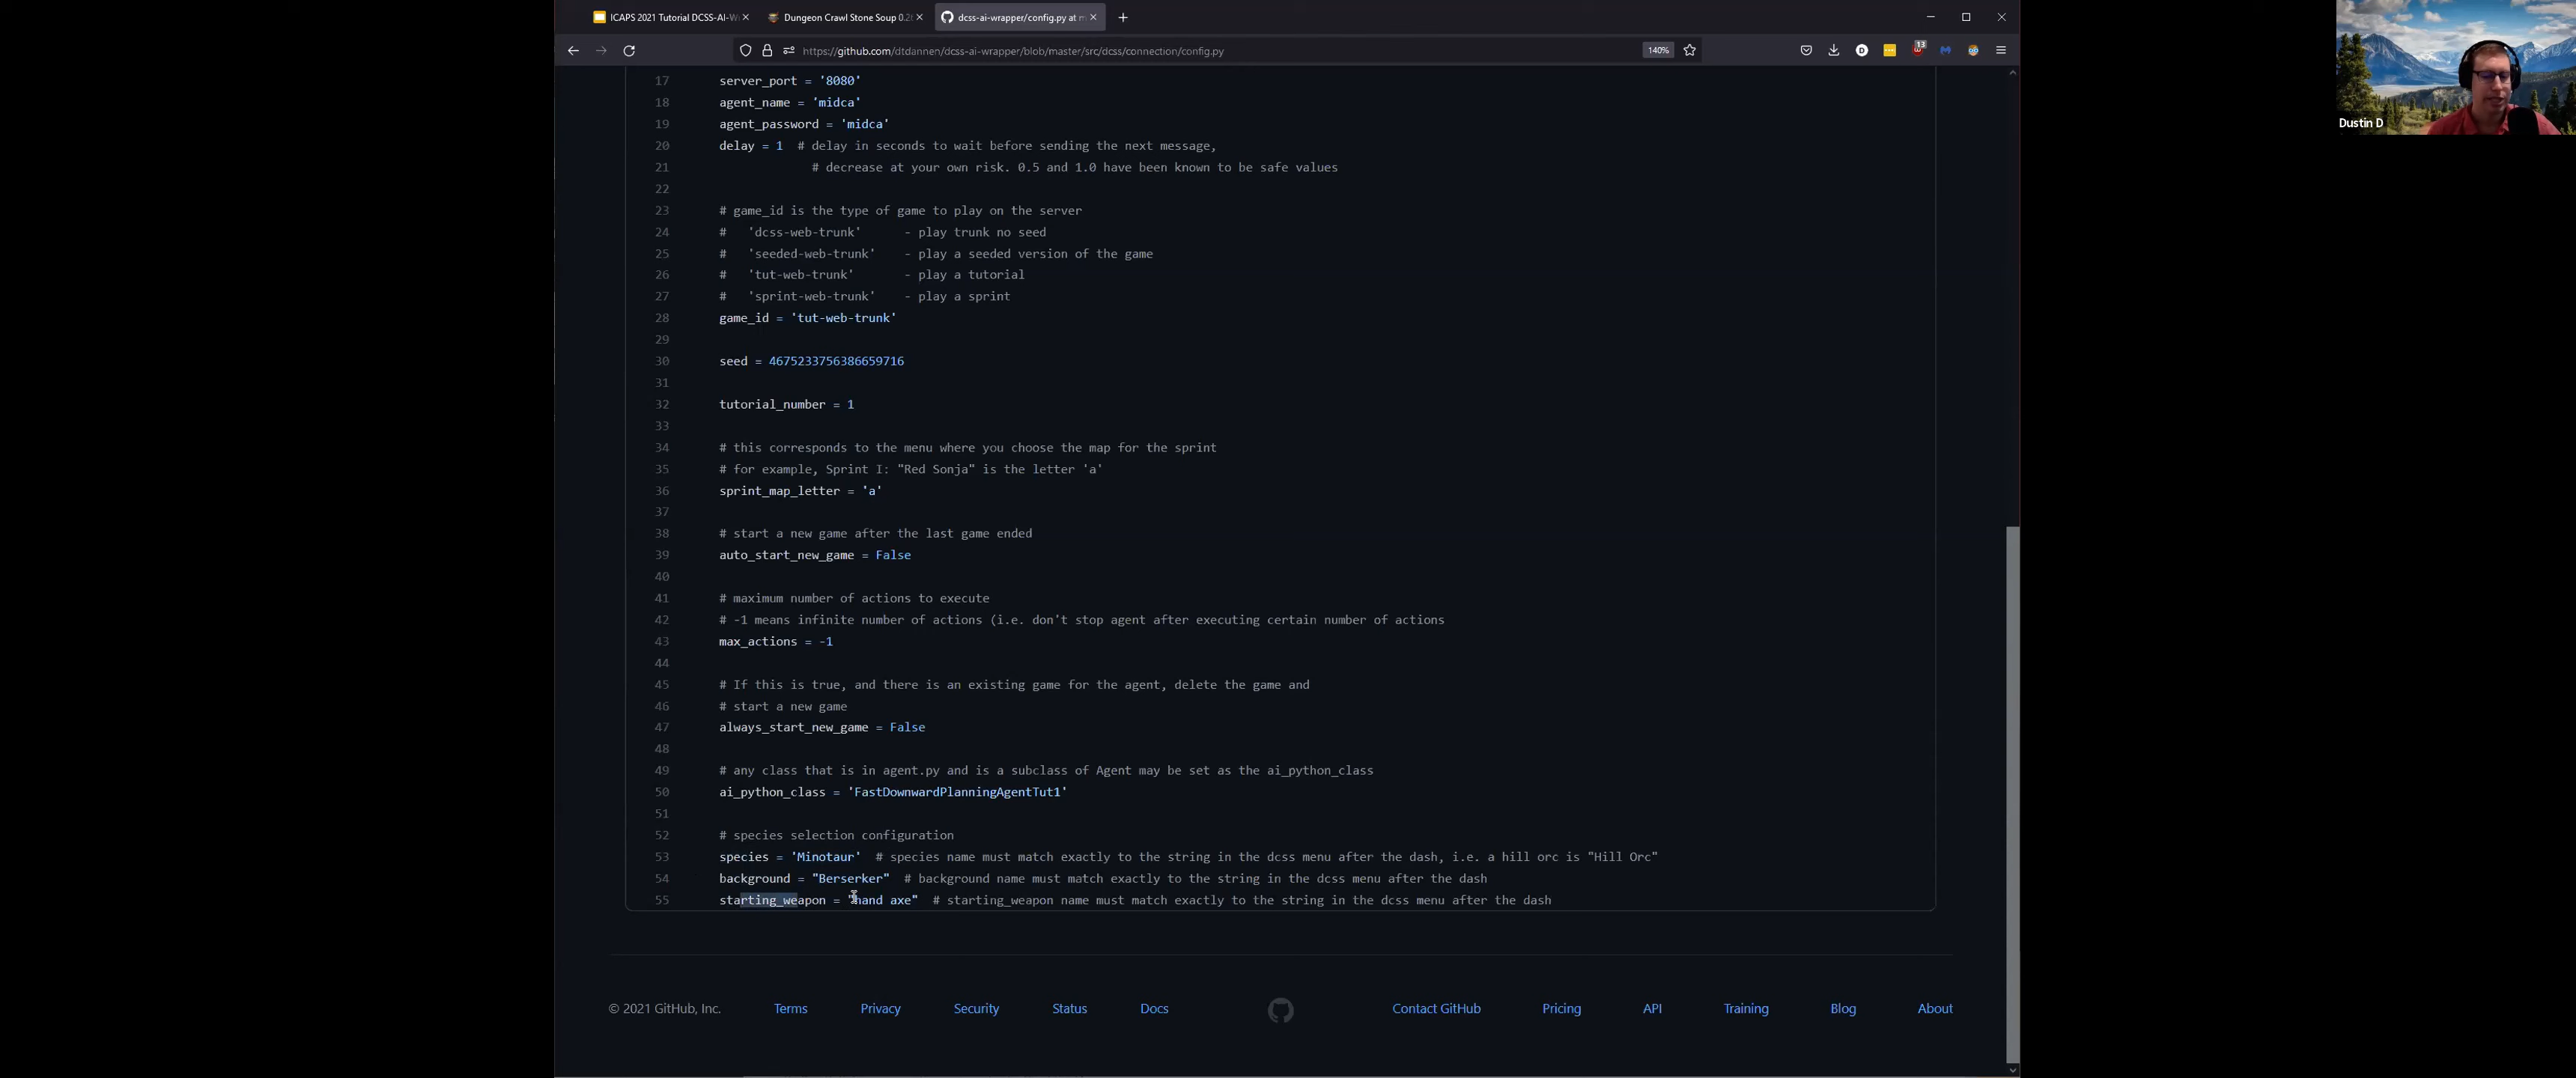 ICAPS 2021 Tutorial DCSS-AI-W
Dungeon Crawl Stone Soup 0.2
dcss-ai-wrapper/config.py at m
https://github.com/dtdannen/dcss-ai-wrapper/blob/master/src/dcss/connection/config.py
140%
13
Dustin D
17 server_port = '8080'
18 agent_name = 'midca'
19 agent_password = 'midca'
20 delay = 1 # delay in seconds to wait before sending the next message,
21 # decrease at your own risk. 0.5 and 1.0 have been known to be safe values
22
23 # game_id is the type of game to play on the server
24 # 'dcss-web-trunk' - play trunk no seed
25 # 'seeded-web-trunk' - play a seeded version of the game
26 # 'tut-web-trunk' - play a tutorial
27 # 'sprint-web-trunk' - play a sprint
28 game_id = 'tut-web-trunk'
29
30 seed = 4675233756386659716
31
32 tutorial_number = 1
33
34 # this corresponds to the menu where you choose the map for the sprint
35 # for example, Sprint I: "Red Sonja" is the letter 'a'
36 sprint_map_letter = 'a'
37
38 # start a new game after the last game ended
39 auto_start_new_game = False
40
41 # maximum number of actions to execute
42 # -1 means infinite number of actions (i.e. don't stop agent after executing certain number of actions
43 max_actions = -1
44
45 # If this is true, and there is an existing game for the agent, delete the game and
46 # start a new game
47 always_start_new_game = False
48
49 # any class that is in agent.py and is a subclass of Agent may be set as the ai_python_class
50 ai_python_class = 'FastDownwardPlanningAgentTut1'
51
52 # species selection configuration
53 species = 'Minotaur' # species name must match exactly to the string in the dcss menu after the dash, i.e. a hill orc is "Hill Orc"
54 background = "Berserker" # background name must match exactly to the string in the dcss menu after the dash
55 starting_weapon = "hand axe" # starting_weapon name must match exactly to the string in the dcss menu after the dash
© 2021 GitHub, Inc. Terms Privacy Security Status Docs Contact GitHub Pricing API Training Blog About